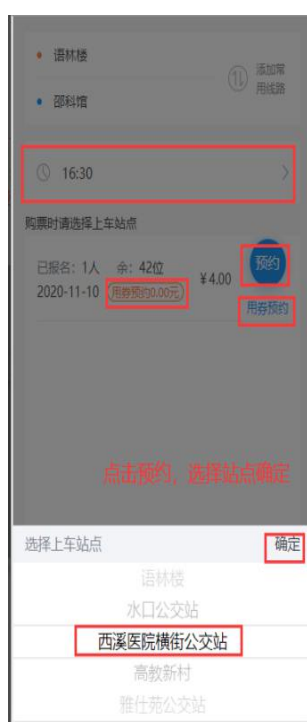 语林楼
添加常
用线路
邵科馆
16:30
购票时请选择上车站点
已报名：1人 余：42位
2020-11-10 用券预约0.00元
¥4.00
预约
用券预约
点击预约，选择站点确定
选择上车站点 确定
语林楼
水口公交站
西溪医院横街公交站
高教新村
雅仕苑公交站